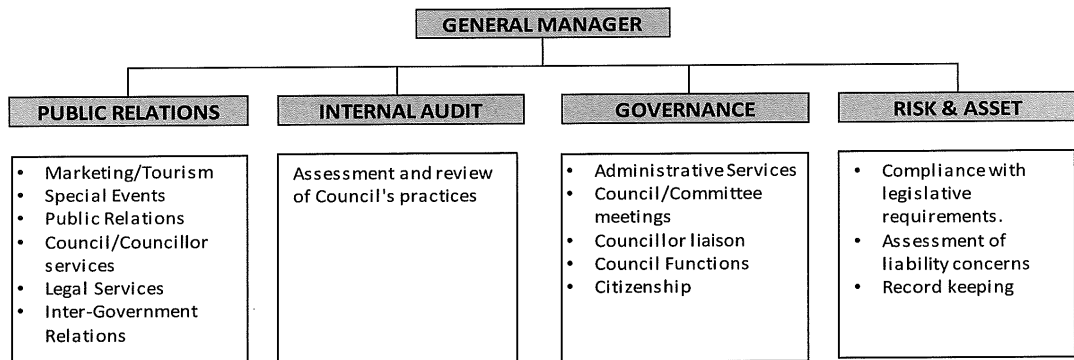 GENERAL MANAGER
PUBLIC RELATIONS
• Marketing/Tourism
• Special Events
• Public Relations
• Council/Councillor
services
• Legal Services
• Inter-Government
Relations
INTERNAL AUDIT
Assessment and review
of Council's practices
GOVERNANCE
• Administrative Services
• Council/Committee
meetings
• Councillor liaison
• Council Functions
• Citizenship
RISK & ASSET
• Compliance with
legislative
requirements.
• Assessment of
liability concerns
• Record keeping